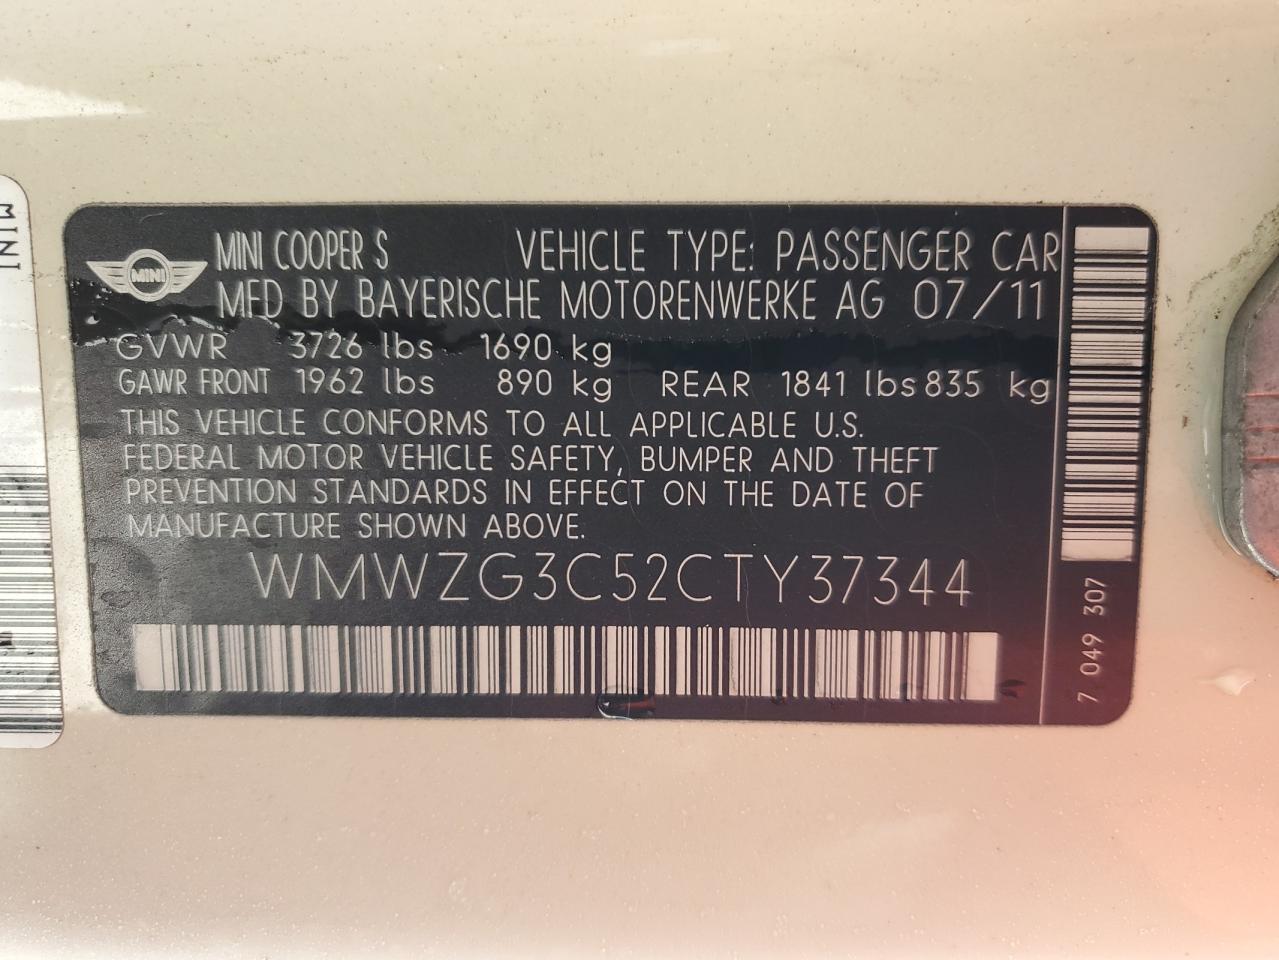 MINI
MINI
MINI COOPER S VEHICLE TYPE: PASSENGER CAR
MFD BY BAYERISCHE MOTORENWERKE AG 07/11
GVWR 3726 lbs 1690 kg
GAWR FRONT 1962 lbs 890 kg REAR 1841 lbs 835 kg
THIS VEHICLE CONFORMS TO ALL APPLICABLE U.S.
FEDERAL MOTOR VEHICLE SAFETY, BUMPER AND THEFT
PREVENTION STANDARDS IN EFFECT ON THE DATE OF
MANUFACTURE SHOWN ABOVE.
WMWZG3C52CTY37344
7 049 307